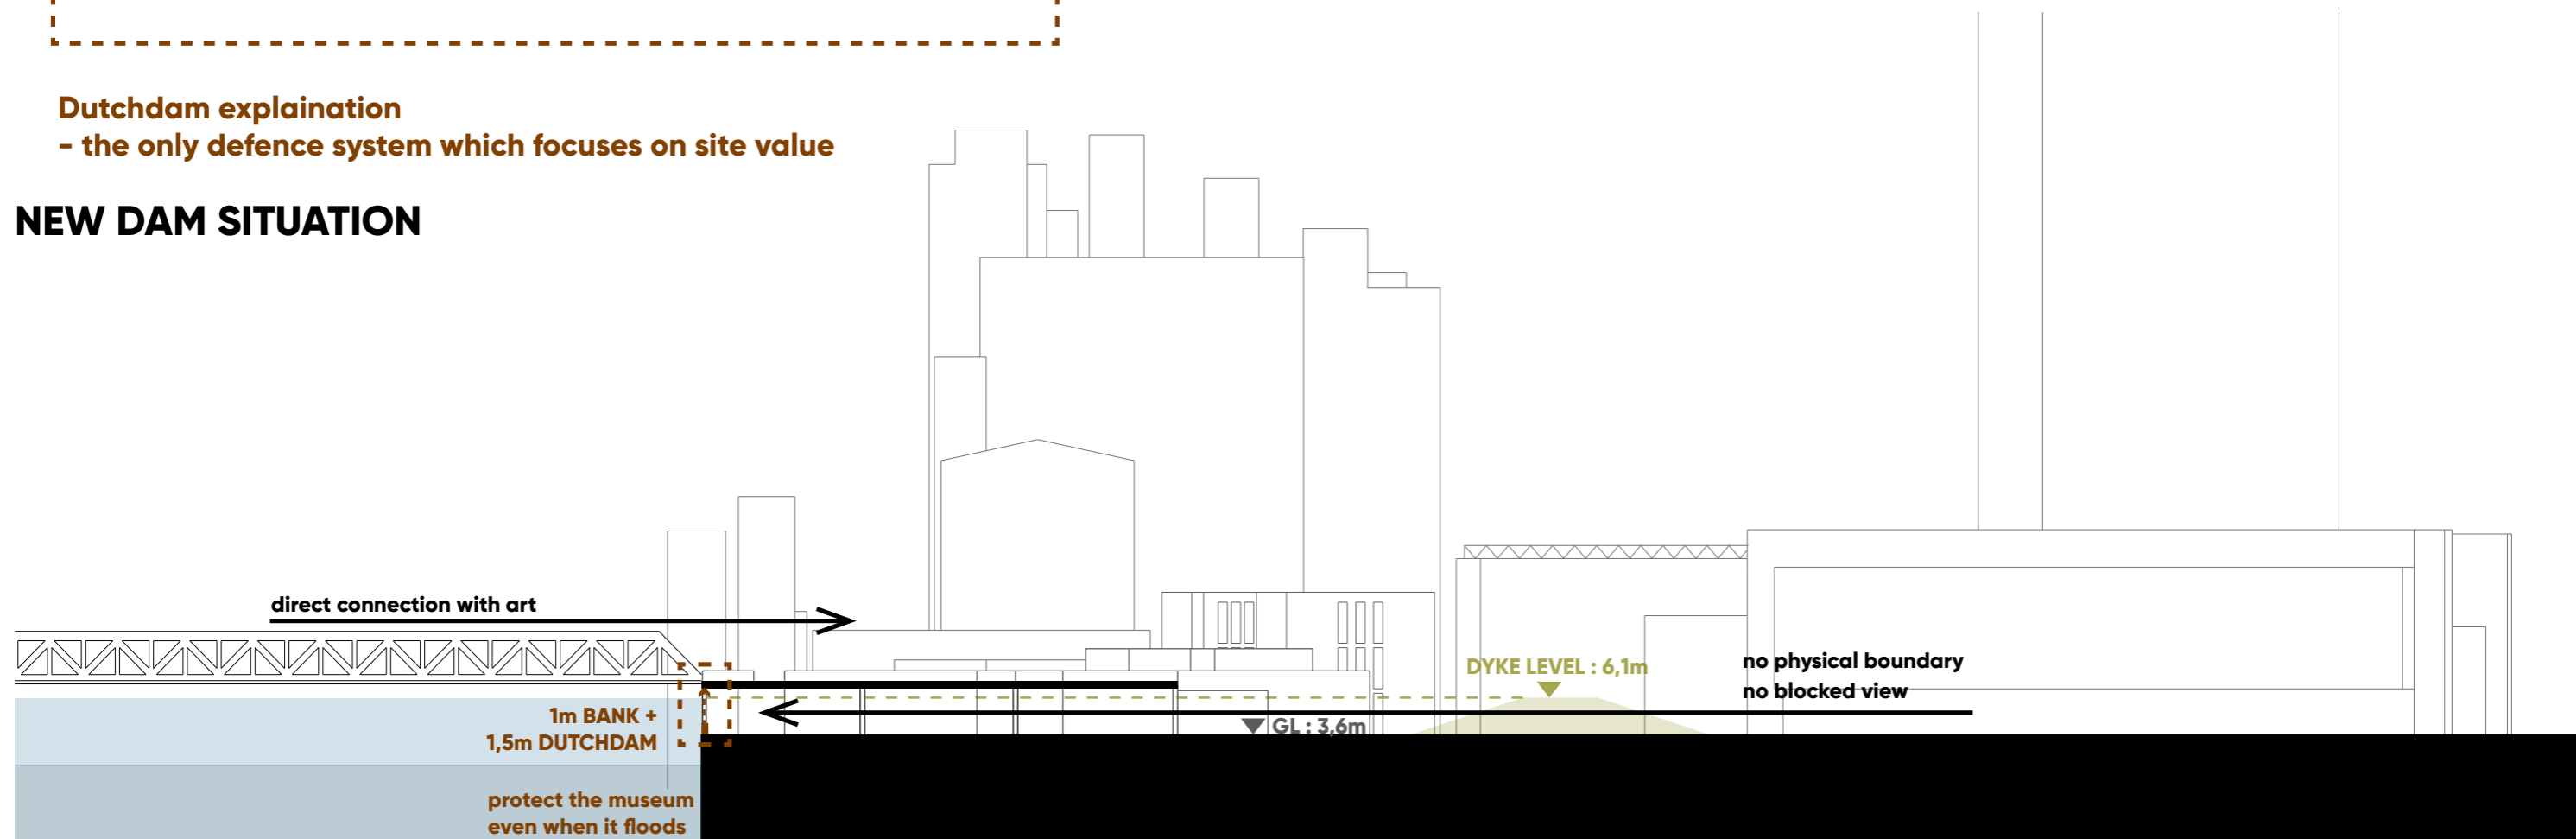 Dutchdam explaination
- the only defence system which focuses on site value
NEW DAM SITUATION
direct connection with art
DYKE LEVEL : 6,1m
no physical boundary
no blocked view
1m BANK +
1,5m DUTCHDAM
GL : 3,6m
protect the museum
even when it floods